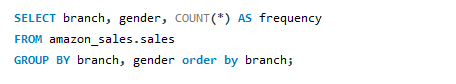 SELECT branch, gender, COUNT(*) AS frequency
FROM amazon_sales.sales
GROUP BY branch, gender order by branch;